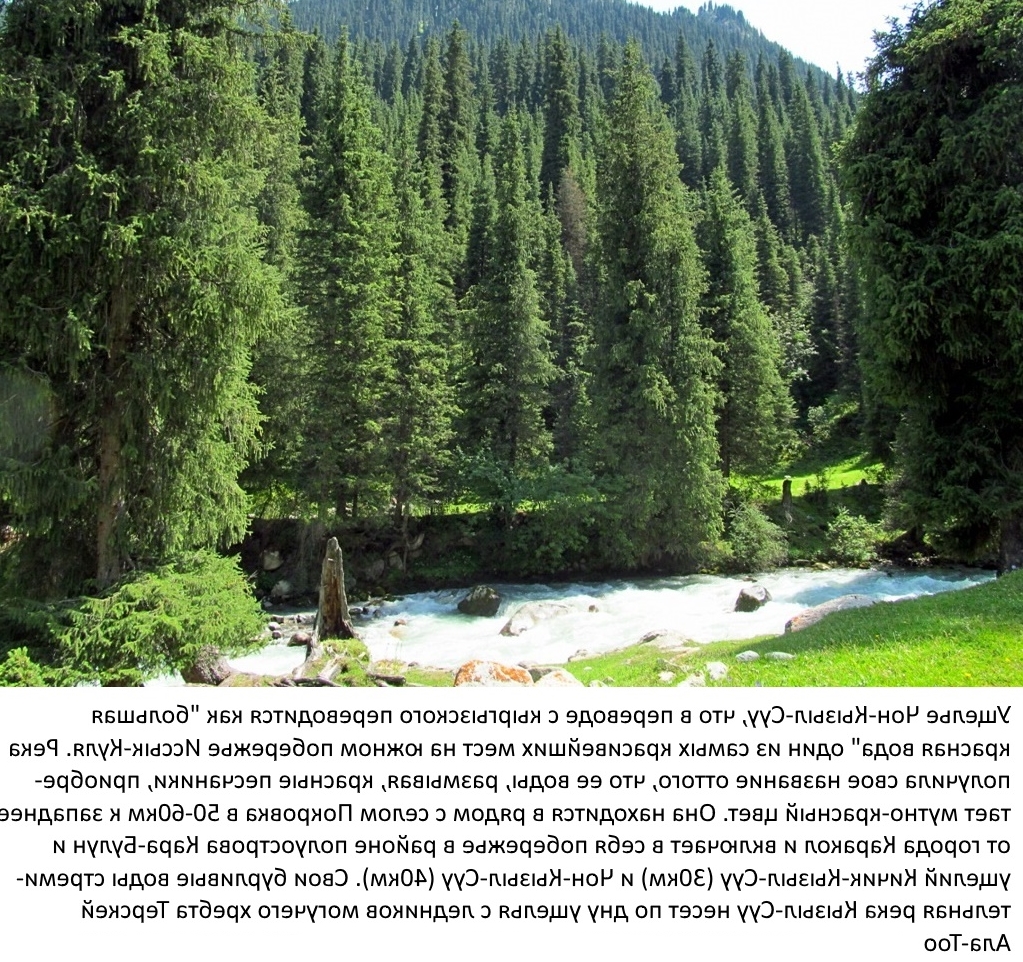 Ущелье Чон-Кызыл-Суу, что в переводе с кыргызского переводится как "большая
красная вода" один из самых красивейших мест на южном побережье Иссык-Куля. Река
получила свое название оттого, что ее воды, размывая, красные песчаники, приобре-
тает мутно-красный цвет. Она находится в рядом с селом Покровка в 50-60км к западнее
от города Каракол и включает в себя побережье в районе полуострова Кара-Булун и
ущелий Кичик-Кызыл-Суу (30км) и Чон-Кызыл-Суу (40км). Свои бурливые воды стреми-
тельная река Кызыл-Суу несет по дну ущелья с ледников могучего хребта Терскей
Ала-Тоо